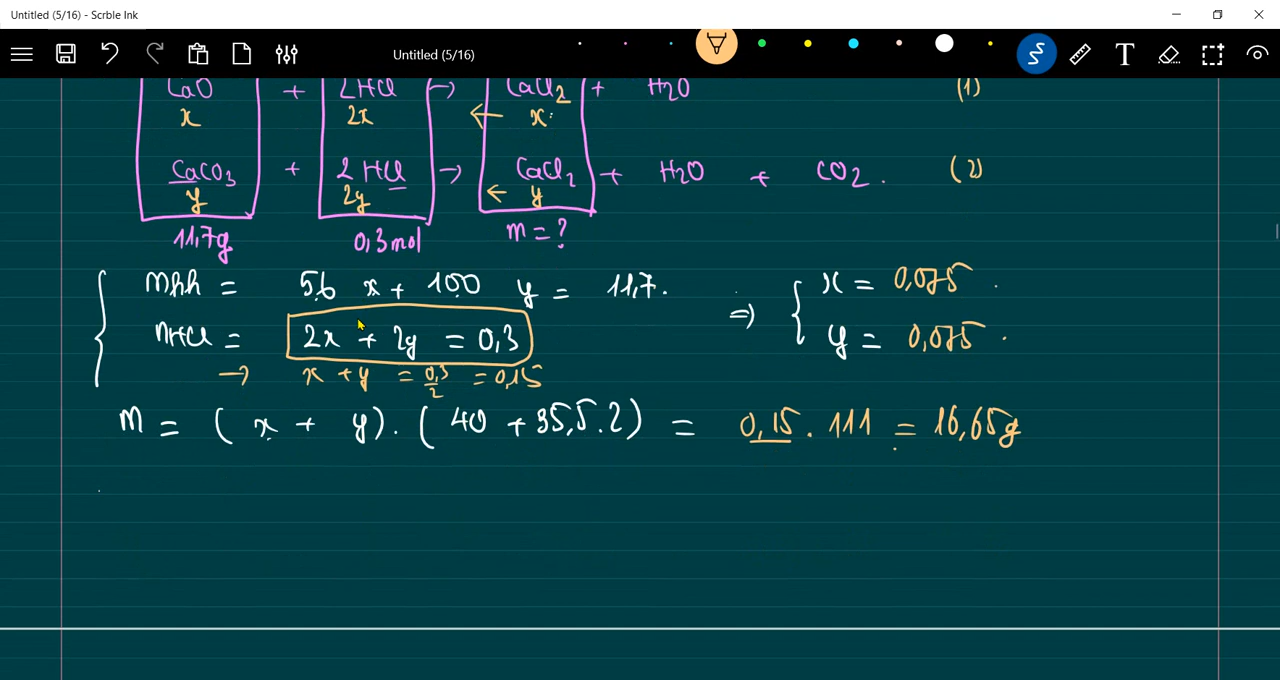 Untitled (5/16) - Scrble Ink
Untitled (5/16)
T
CaO + 2HCl → CaCl2 + H2O (1)
x 2x ← x
CaCO3 + 2HCl → CaCl2 + H2O + CO2. (2)
y 2y ← y
11,7g 0,3mol m = ?
mhh = 56 x + 100 y = 11,7. ⇒ { x = 0,075
nHCl = 2x + 2y = 0,3 y = 0,075
→ x + y = 0,3/2 = 0,15
m = (x + y).(40 + 35,5.2) = 0,15.111 = 16,65g